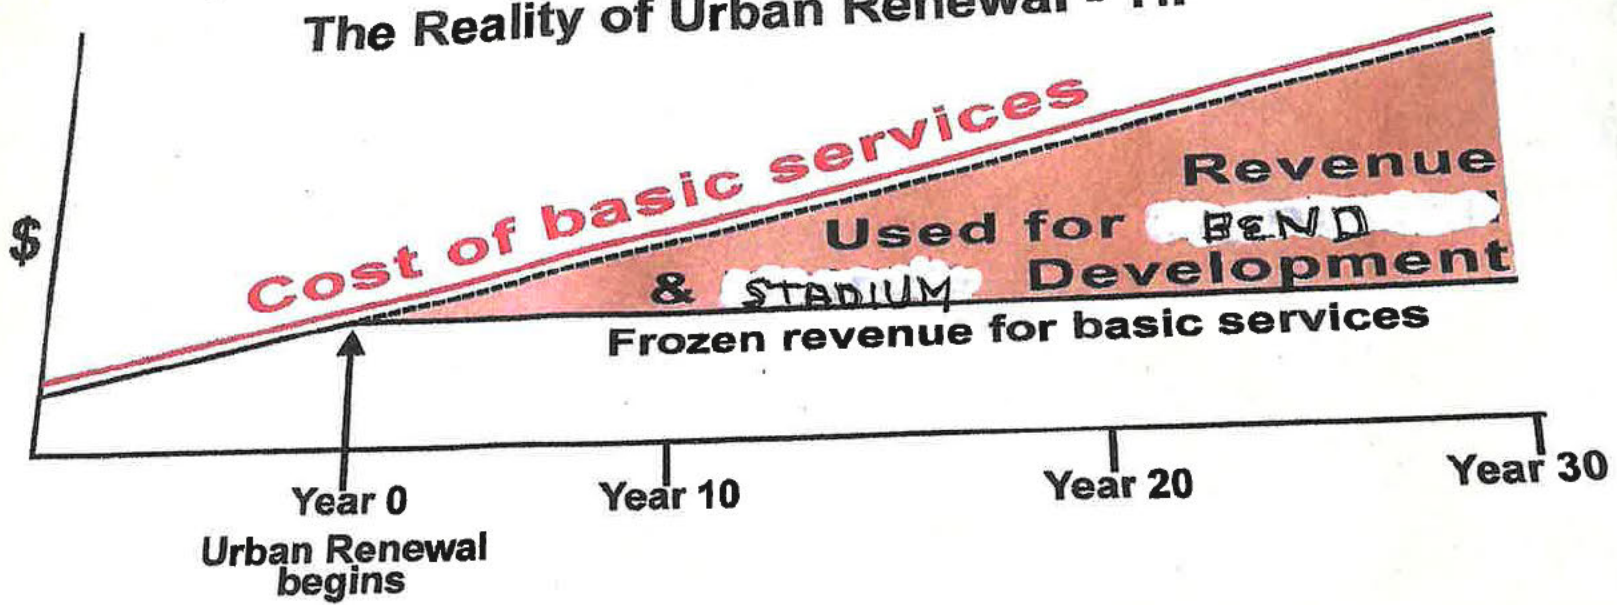 The Reality of Urban Renewal -
$
Cost of basic services
Revenue
Used for BEND
& STADIUM Development
Frozen revenue for basic services
Year 0
Year 10
Year 20
Year 30
Urban Renewal
begins